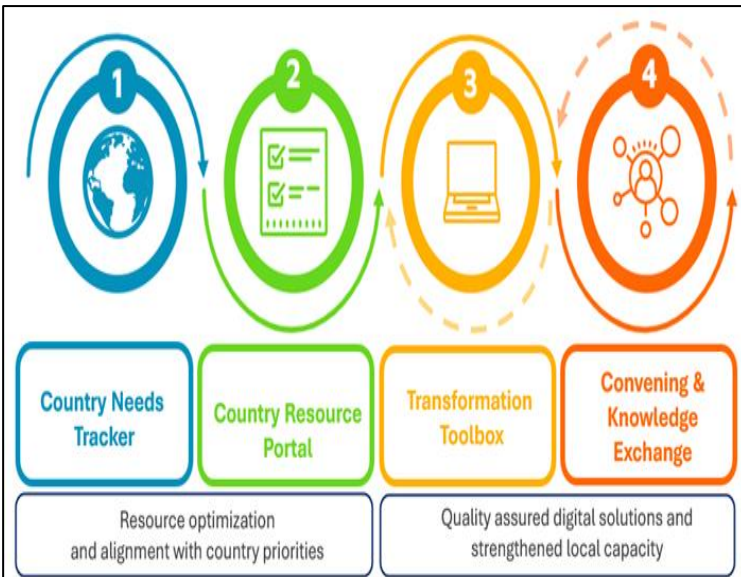 1
2
3
4
Country Needs
Tracker
Country Resource
Portal
Transformation
Toolbox
Convening &
Knowledge
Exchange
Resource optimization
and alignment with country priorities
Quality assured digital solutions and
strengthened local capacity